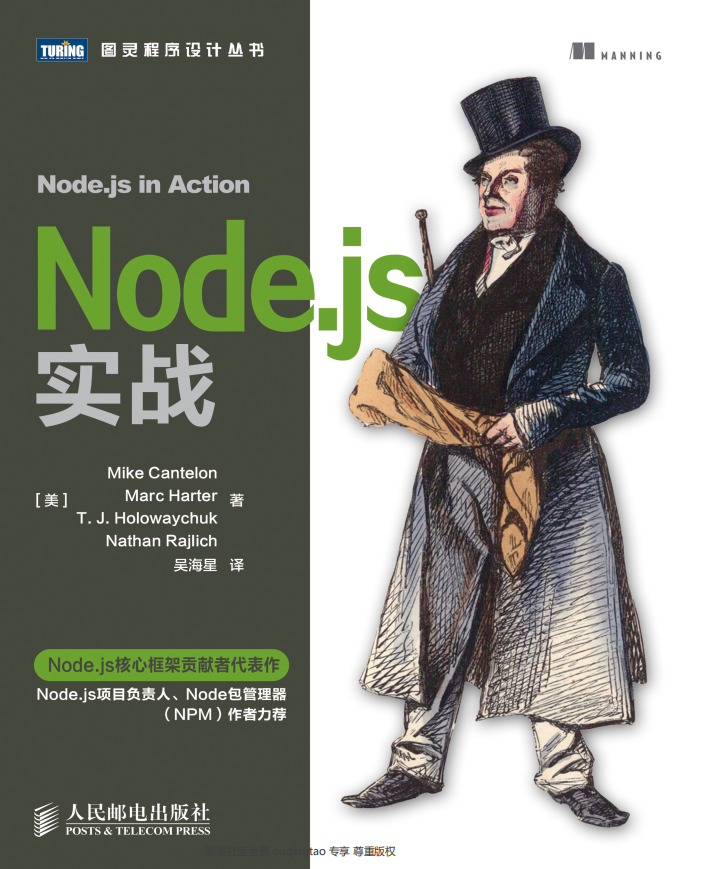 TURING 图灵程序设计丛书
MANNING
Node.js in Action
Node.js
实战
Mike Cantelon
[美] Marc Harter 著
T. J. Holowaychuk
Nathan Rajlich
吴海星 译
Node.js核心框架贡献者代表作
Node.js项目负责人、Node包管理器
（NPM）作者力荐
人民邮电出版社
POSTS & TELECOM PRESS
专享 尊重版权